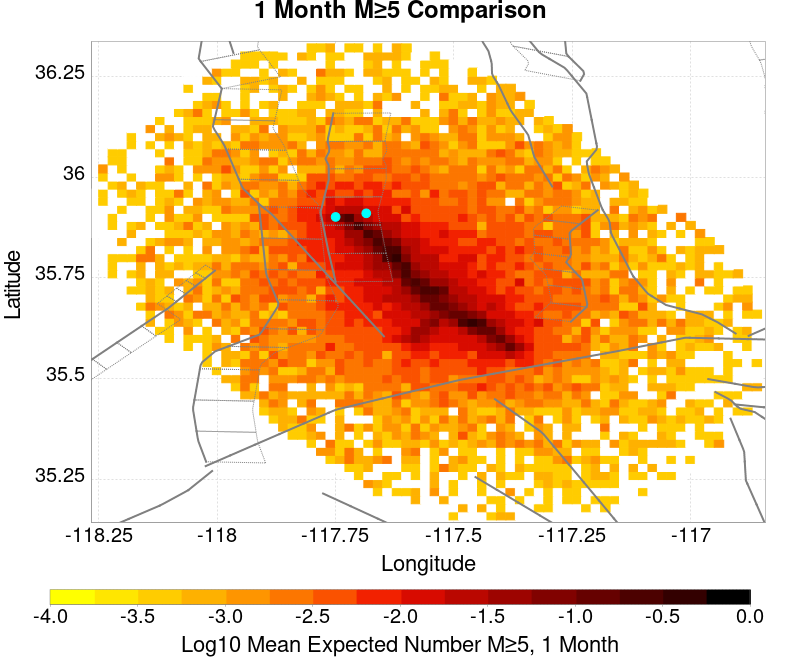 1 Month M≥5 Comparison
36.25
36
35.75
35.5
35.25
Latitude
-118.25 -118 -117.75 -117.5 -117.25 -117
Longitude
-4.0 -3.5 -3.0 -2.5 -2.0 -1.5 -1.0 -0.5 0.0
Log10 Mean Expected Number M≥5, 1 Month